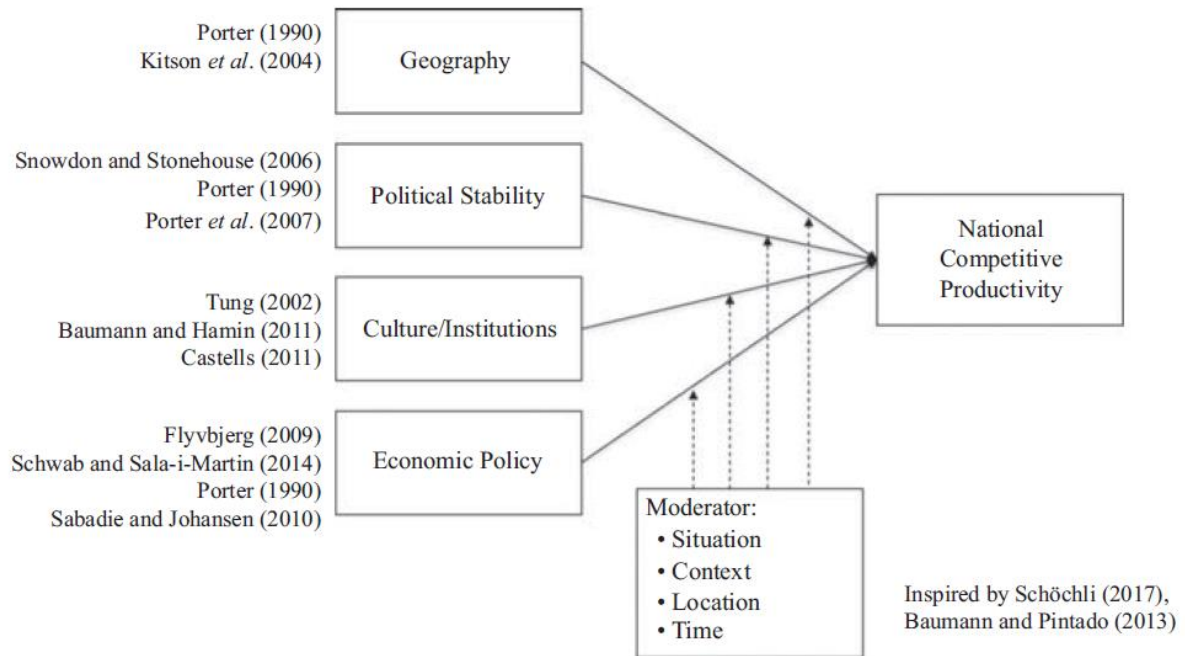 Porter (1990)
Kitson et al. (2004)
Geography
Snowdon and Stonehouse (2006)
Porter (1990)
Porter et al. (2007)
Political Stability
National
Competitive
Productivity
Tung (2002)
Baumann and Hamin (2011)
Castells (2011)
Culture/Institutions
Flyvbjerg (2009)
Schwab and Sala-i-Martin (2014)
Porter (1990)
Sabadie and Johansen (2010)
Economic Policy
Moderator:
• Situation
• Context
• Location
• Time
Inspired by Schöchli (2017),
Baumann and Pintado (2013)